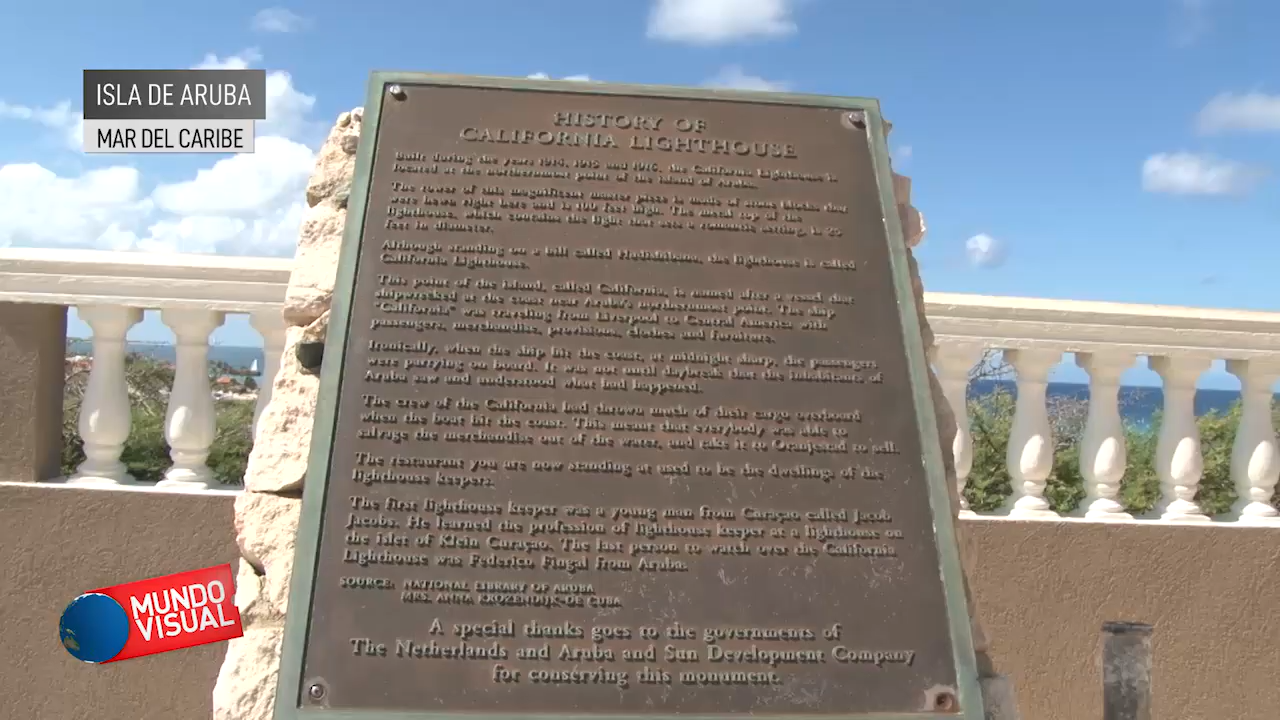 ISLA DE ARUBA
MAR DEL CARIBE
HISTORY OF
CALIFORNIA LIGHTHOUSE
Built during the years 1914, 1915 and 1916, the California Lighthouse is
located at the northernmost point of the island of Aruba.
The tower of this magnificent master piece is made of stone blocks that
were hewn right here and is 100 feet high. The metal top of the
lighthouse, which contains the light that sets a romantic setting, is 25
feet in diameter.
Although standing on a hill called Hudishibana, the lighthouse is called
California Lighthouse.
This point of the island, called California, is named after a vessel that
shipwrecked at the coast near Aruba's northernmost point. The ship
"California" was traveling from Liverpool to Central America with
passengers, merchandise, provisions, clothes and furniture.
Ironically, when the ship hit the coast, at midnight sharp, the passengers
were partying on board. It was not until daybreak that the inhabitants of
Aruba saw and understood what had happened.
The crew of the California had thrown much of their cargo overboard
when the boat hit the coast. This meant that everybody was able to
salvage the merchandise out of the water, and take it to Oranjestad to sell.
The restaurant you are now standing at used to be the dwellings of the
lighthouse keepers.
The first lighthouse keeper was a young man from Curaçao called Jacob
Jacobs. He learned the profession of lighthouse keeper at a lighthouse on
the islet of Klein Curaçao. The last person to watch over the California
Lighthouse was Federico Fingal from Aruba.
SOURCE: NATIONAL LIBRARY OF ARUBA
MRS. ANNA KROZENDIJK-DE CUBA
A special thanks goes to the governments of
The Netherlands and Aruba and Sun Development Company
for conserving this monument.
MUNDO
VISUAL